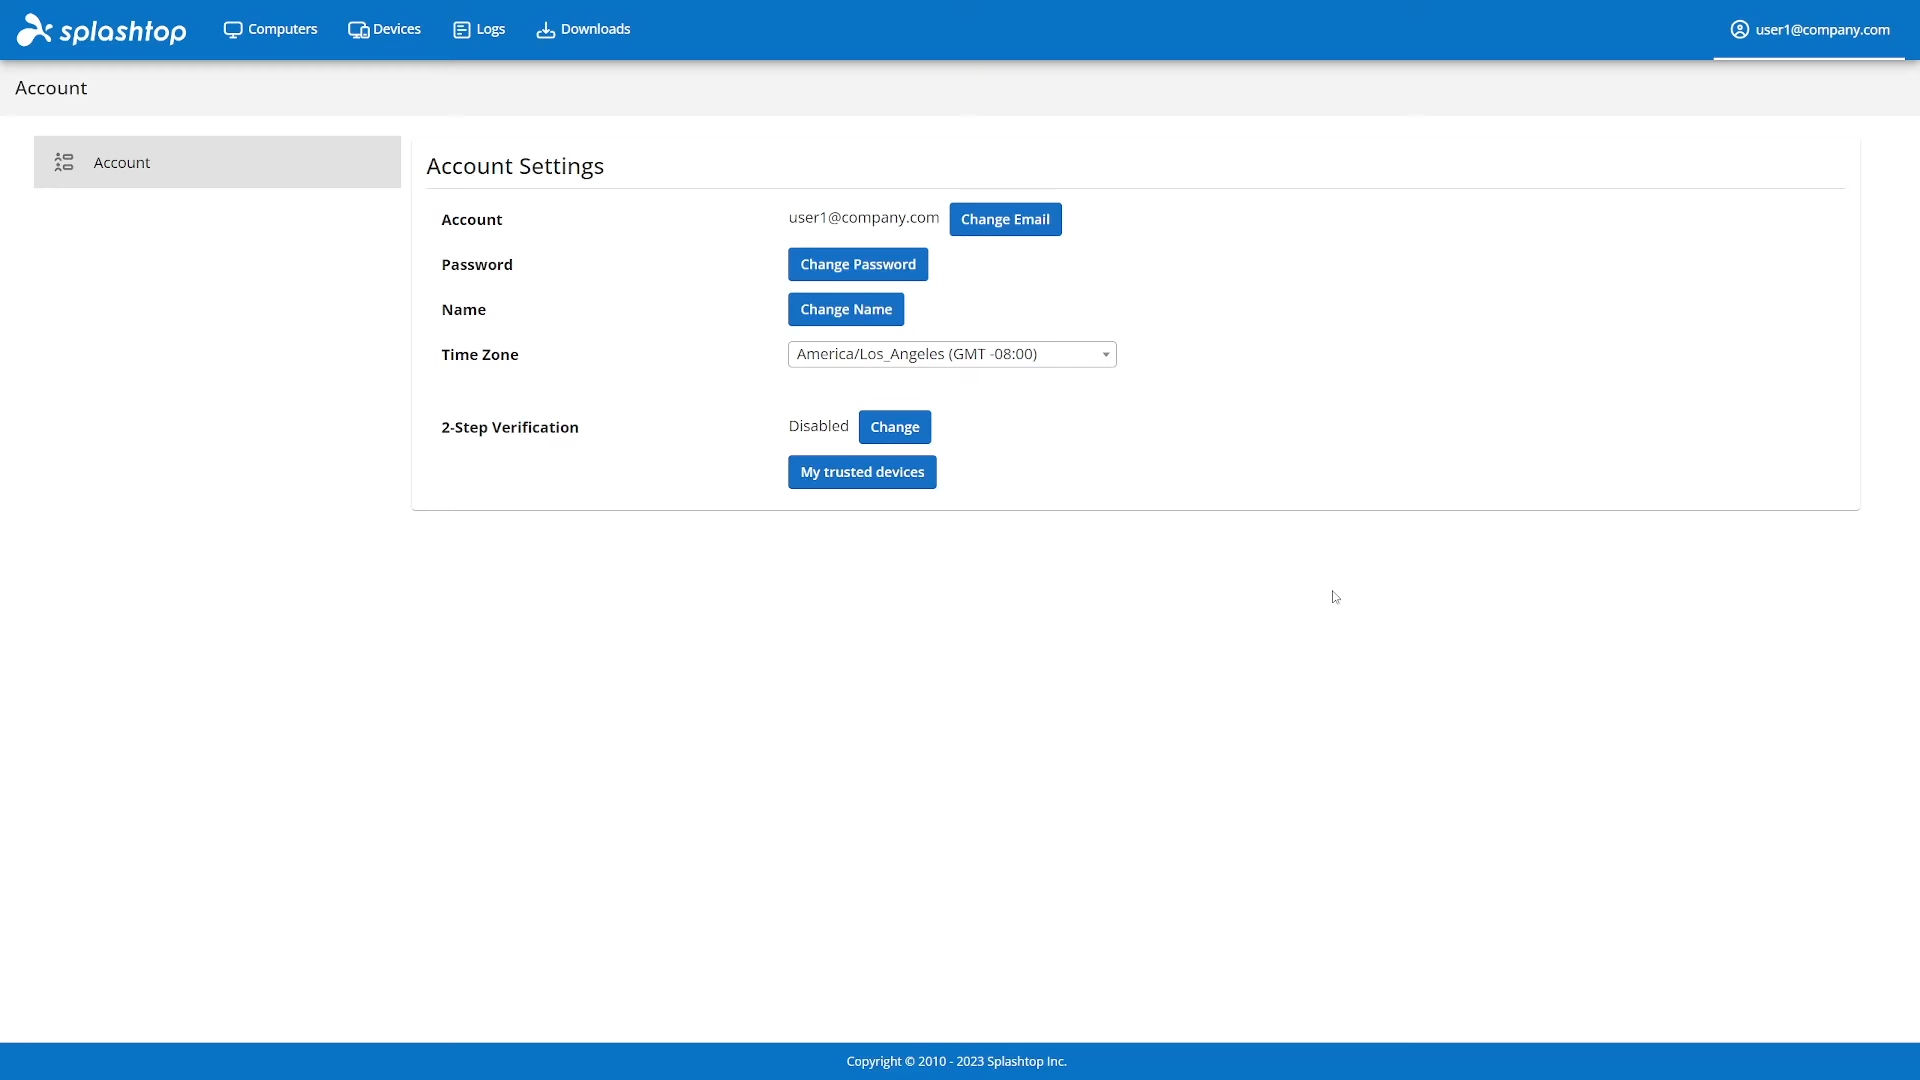 splashtop Computers Devices Logs Downloads user1@company.com
Account
Account
Account Settings
Account user1@company.com Change Email
Password Change Password
Name Change Name
Time Zone America/Los_Angeles (GMT -08:00)
2-Step Verification Disabled Change
My trusted devices
Copyright © 2010 - 2023 Splashtop Inc.